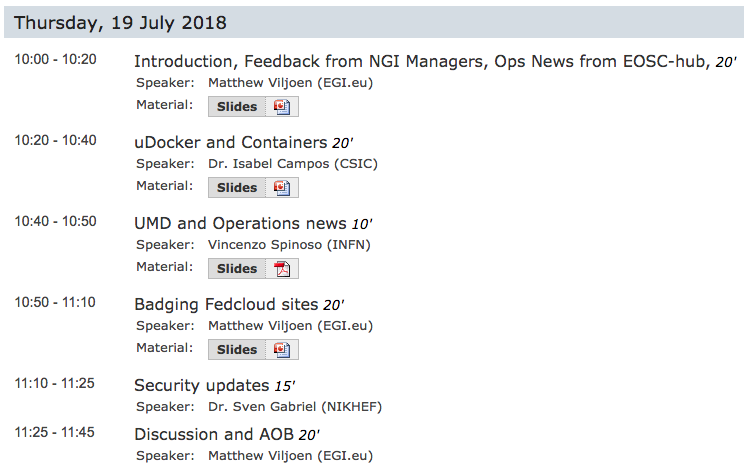 Thursday, 19 July 2018
10:00 - 10:20 Introduction, Feedback from NGI Managers, Ops News from EOSC-hub, 20'
Speaker: Matthew Viljoen (EGI.eu)
Material: Slides
10:20 - 10:40 uDocker and Containers 20'
Speaker: Dr. Isabel Campos (CSIC)
Material: Slides
10:40 - 10:50 UMD and Operations news 10'
Speaker: Vincenzo Spinoso (INFN)
Material: Slides
10:50 - 11:10 Badging Fedcloud sites 20'
Speaker: Matthew Viljoen (EGI.eu)
Material: Slides
11:10 - 11:25 Security updates 15'
Speaker: Dr. Sven Gabriel (NIKHEF)
11:25 - 11:45 Discussion and AOB 20'
Speaker: Matthew Viljoen (EGI.eu)